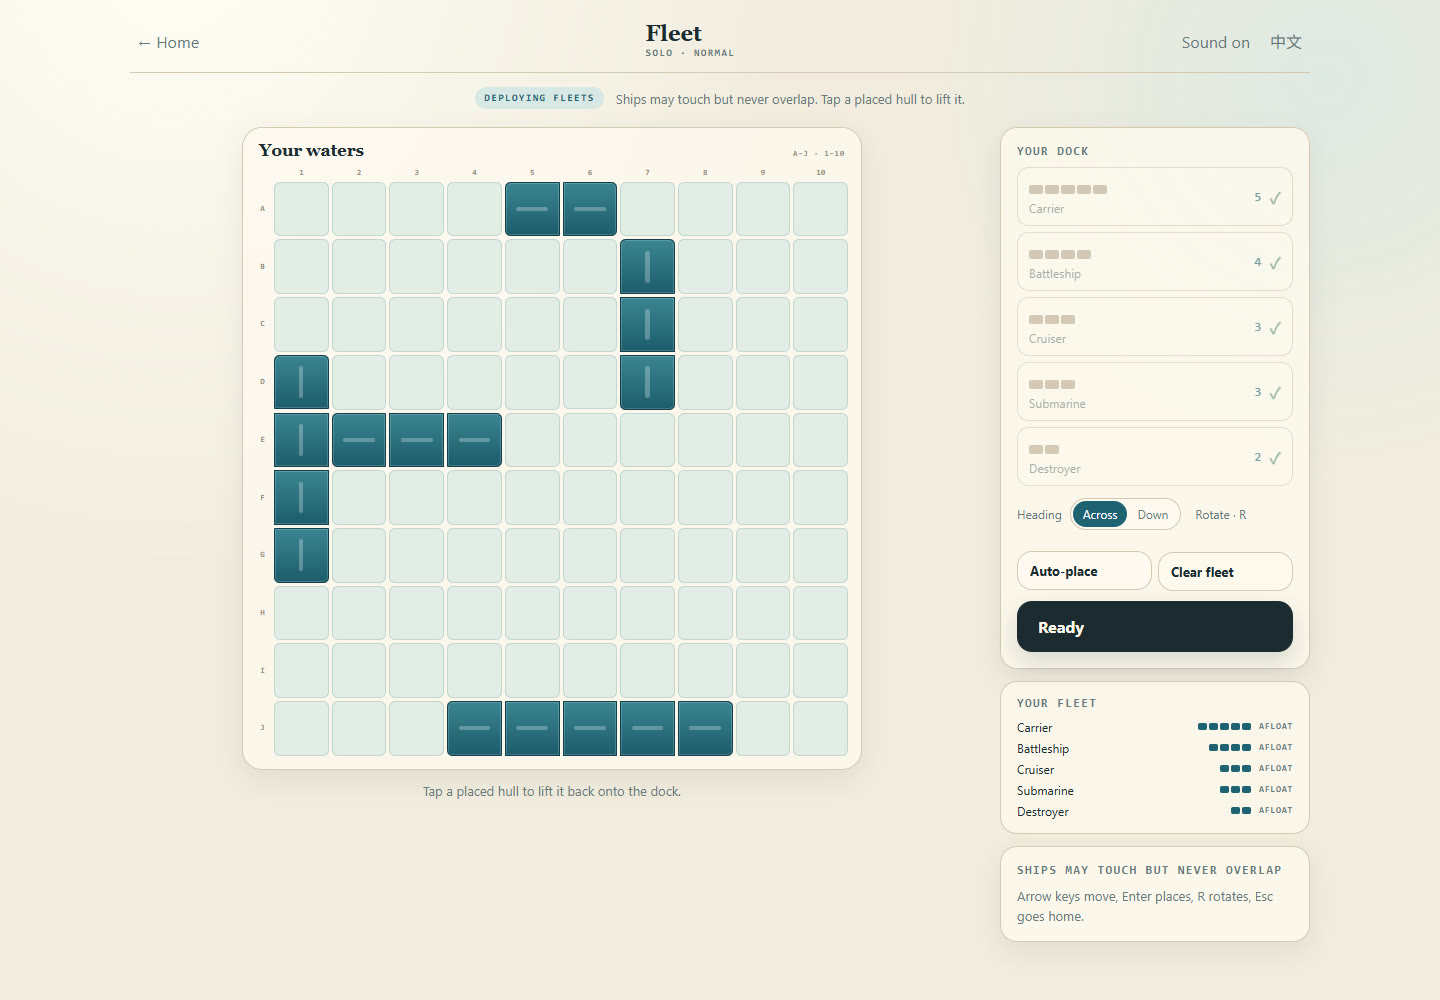 ← Home
Fleet
SOLO · NORMAL
Sound on
中文
DEPLOYING FLEETS
Ships may touch but never overlap. Tap a placed hull to lift it.
Your waters
A–J · 1–10
1 2 3 4 5 6 7 8 9 10
A
B
C
D
E
F
G
H
I
J
Tap a placed hull to lift it back onto the dock.
YOUR DOCK
Carrier
5 ✓
Battleship
4 ✓
Cruiser
3 ✓
Submarine
3 ✓
Destroyer
2 ✓
Heading Across Down Rotate · R
Auto-place
Clear fleet
Ready
YOUR FLEET
Carrier AFLOAT
Battleship AFLOAT
Cruiser AFLOAT
Submarine AFLOAT
Destroyer AFLOAT
SHIPS MAY TOUCH BUT NEVER OVERLAP
Arrow keys move, Enter places, R rotates, Esc
goes home.